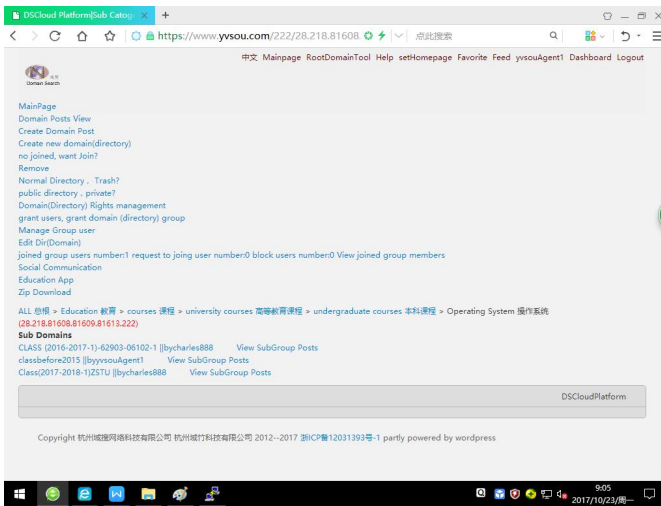 DSCloud Platform|Sub Catog
https://www.yvsou.com/222/28.218.81608. 点此搜索
中文 Mainpage RootDomainTool Help setHomepage Favorite Feed yvsouAgent1 Dashboard Logout
Domain Search
MainPage
Domain Posts View
Create Domain Post
Create new domain(directory)
no joined, want Join?
Remove
Normal Directory , Trash?
public directory , private?
Domain(Directory) Rights management
grant users, grant domain (directory) group
Manage Group user
Edit Dir(Domain)
joined group users number:1 request to joing user number:0 block users number:0 View joined group members
Social Communication
Education App
Zip Download
ALL 总根 » Education 教育 » courses 课程 » university courses 高等教育课程 » undergraduate courses 本科课程 » Operating System 操作系统
(28.218.81608.81609.81613.222)
Sub Domains
CLASS (2016-2017-1)-62903-06102-1 ||bycharles888 View SubGroup Posts
classbefore2015 ||byyvsouAgent1 View SubGroup Posts
Class(2017-2018-1)ZSTU ||bycharles888 View SubGroup Posts
DSCloudPlatform
Copyright 杭州域搜网络科技有限公司 杭州域竹科技有限公司 2012--2017 浙ICP备12031393号-1 partly powered by wordpress
9:05
2017/10/23/周一